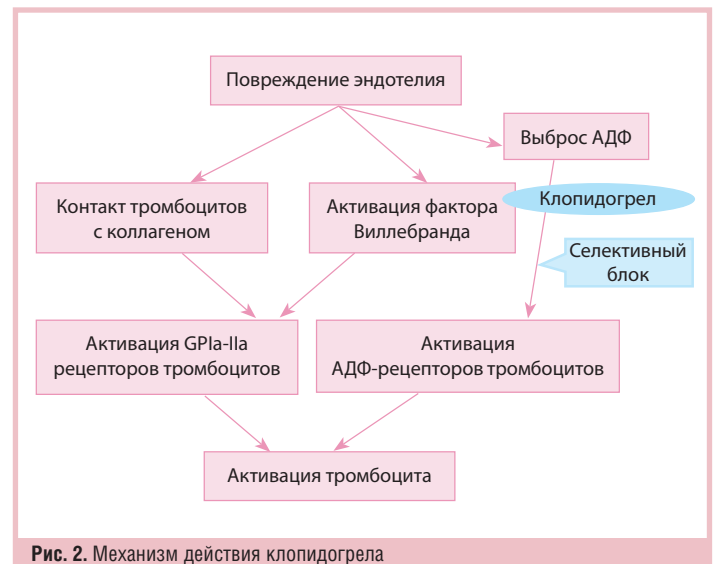 Повреждение эндотелия
Выброс АДФ
Контакт тромбоцитов
с коллагеном
Активация фактора
Виллебранда
Клопидогрел
Селективный
блок
Активация GPIa-IIa
рецепторов тромбоцитов
Активация
АДФ-рецепторов тромбоцитов
Активация тромбоцита
Рис. 2. Механизм действия клопидогрела